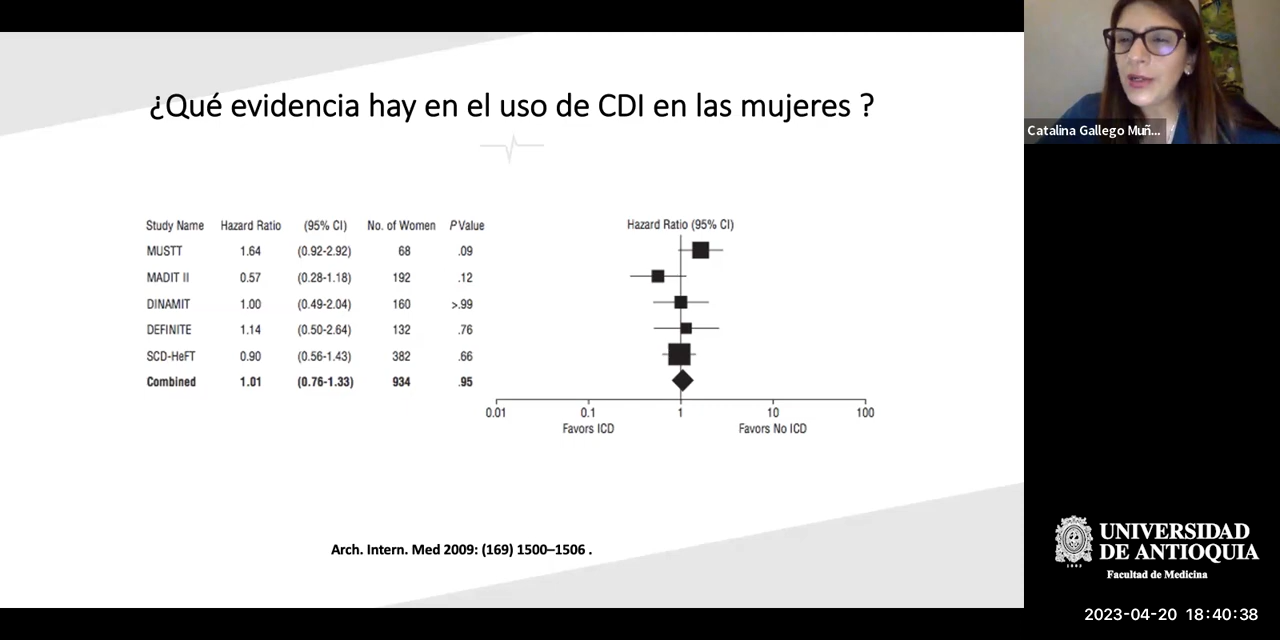 ¿Qué evidencia hay en el uso de CDI en las mujeres ?
Study Name Hazard Ratio (95% CI) No. of Women P Value
MUSTT 1.64 (0.92-2.92) 68 .09
MADIT II 0.57 (0.28-1.18) 192 .12
DINAMIT 1.00 (0.49-2.04) 160 >.99
DEFINITE 1.14 (0.50-2.64) 132 .76
SCD-HeFT 0.90 (0.56-1.43) 382 .66
Combined 1.01 (0.76-1.33) 934 .95
Hazard Ratio (95% CI)
0.01 0.1 1 10 100
Favors ICD Favors No ICD
Arch. Intern. Med 2009: (169) 1500–1506 .
Catalina Gallego Muñ...
UNIVERSIDAD
DE ANTIOQUIA
1803
Facultad de Medicina
2023-04-20 18:40:38